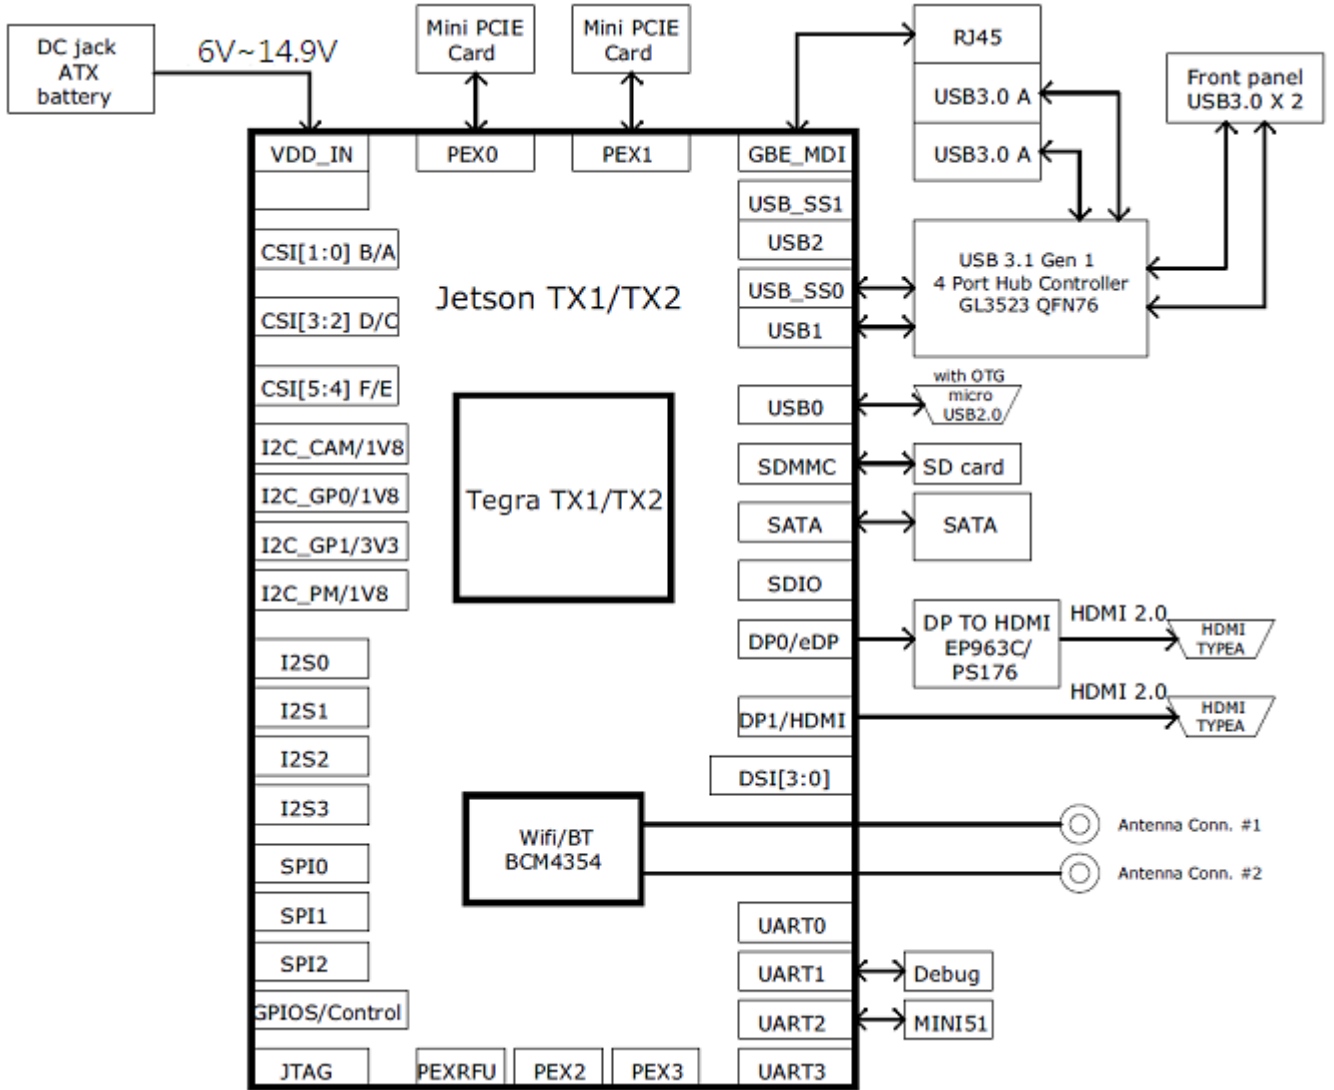 DC jack
ATX
battery
6V~14.9V
Mini PCIE
Card
Mini PCIE
Card
RJ45
USB3.0 A
USB3.0 A
Front panel
USB3.0 X 2
VDD_IN
PEX0
PEX1
GBE_MDI
USB_SS1
USB2
USB_SS0
USB1
USB 3.1 Gen 1
4 Port Hub Controller
GL3523 QFN76
CSI[1:0] B/A
CSI[3:2] D/C
CSI[5:4] F/E
Jetson TX1/TX2
with OTG
micro
USB2.0
USB0
I2C_CAM/1V8
I2C_GP0/1V8
I2C_GP1/3V3
I2C_PM/1V8
Tegra TX1/TX2
SDMMC
SD card
SATA
SATA
SDIO
DP0/eDP
DP TO HDMI
EP963C/
PS176
HDMI 2.0
HDMI
TYPEA
DP1/HDMI
HDMI 2.0
HDMI
TYPEA
DSI[3:0]
I2S0
I2S1
I2S2
I2S3
Wifi/BT
BCM4354
Antenna Conn. #1
Antenna Conn. #2
SPI0
SPI1
SPI2
GPIOS/Control
JTAG
PEXRFU
PEX2
PEX3
UART0
UART1
Debug
UART2
MINI51
UART3